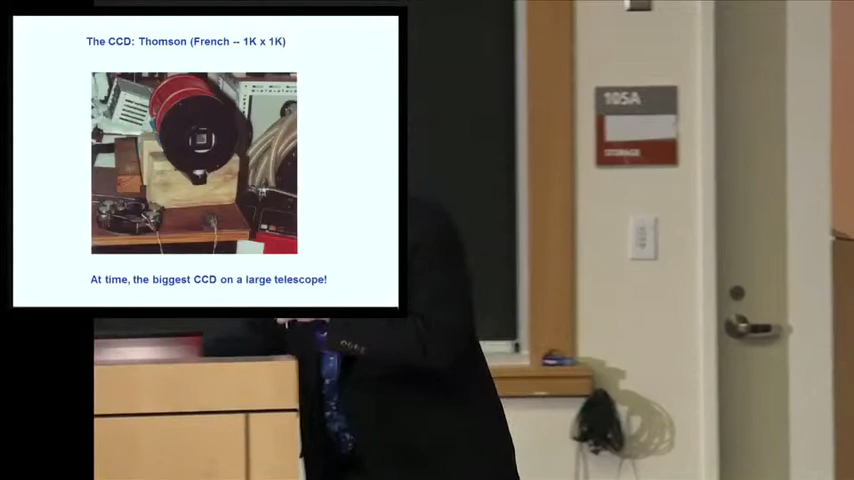 The CCD: Thomson (French -- 1K x 1K)
At time, the biggest CCD on a large telescope!
105A
STORAGE